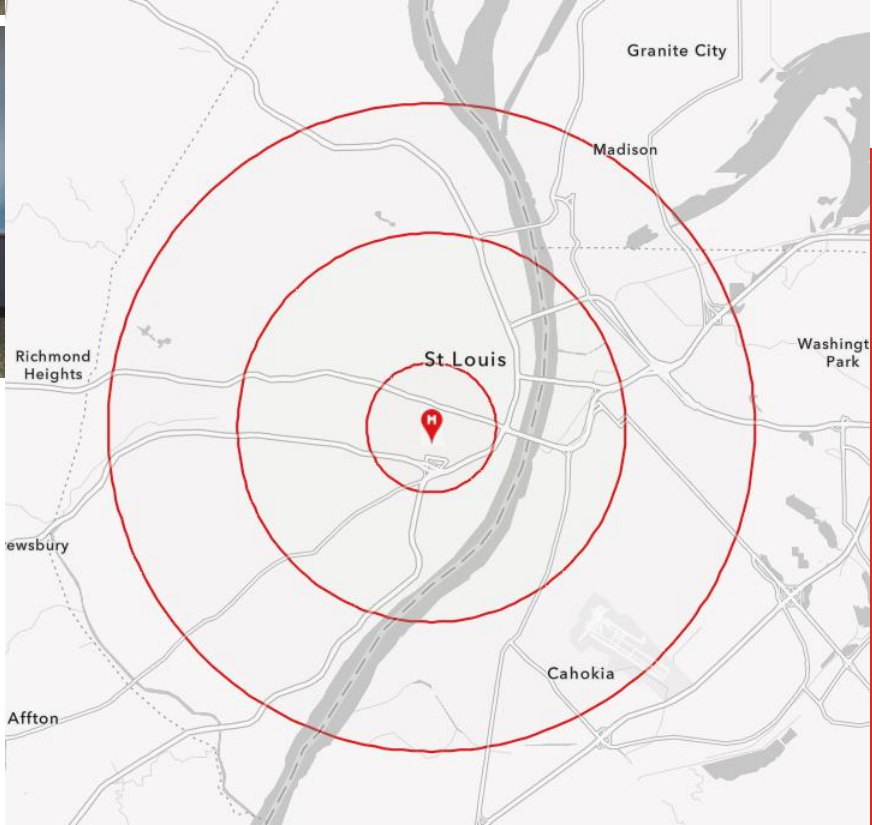 Granite City
Madison
St Louis
Richmond
Heights
Washingt
Park
ewsbury
Cahokia
Affton
M